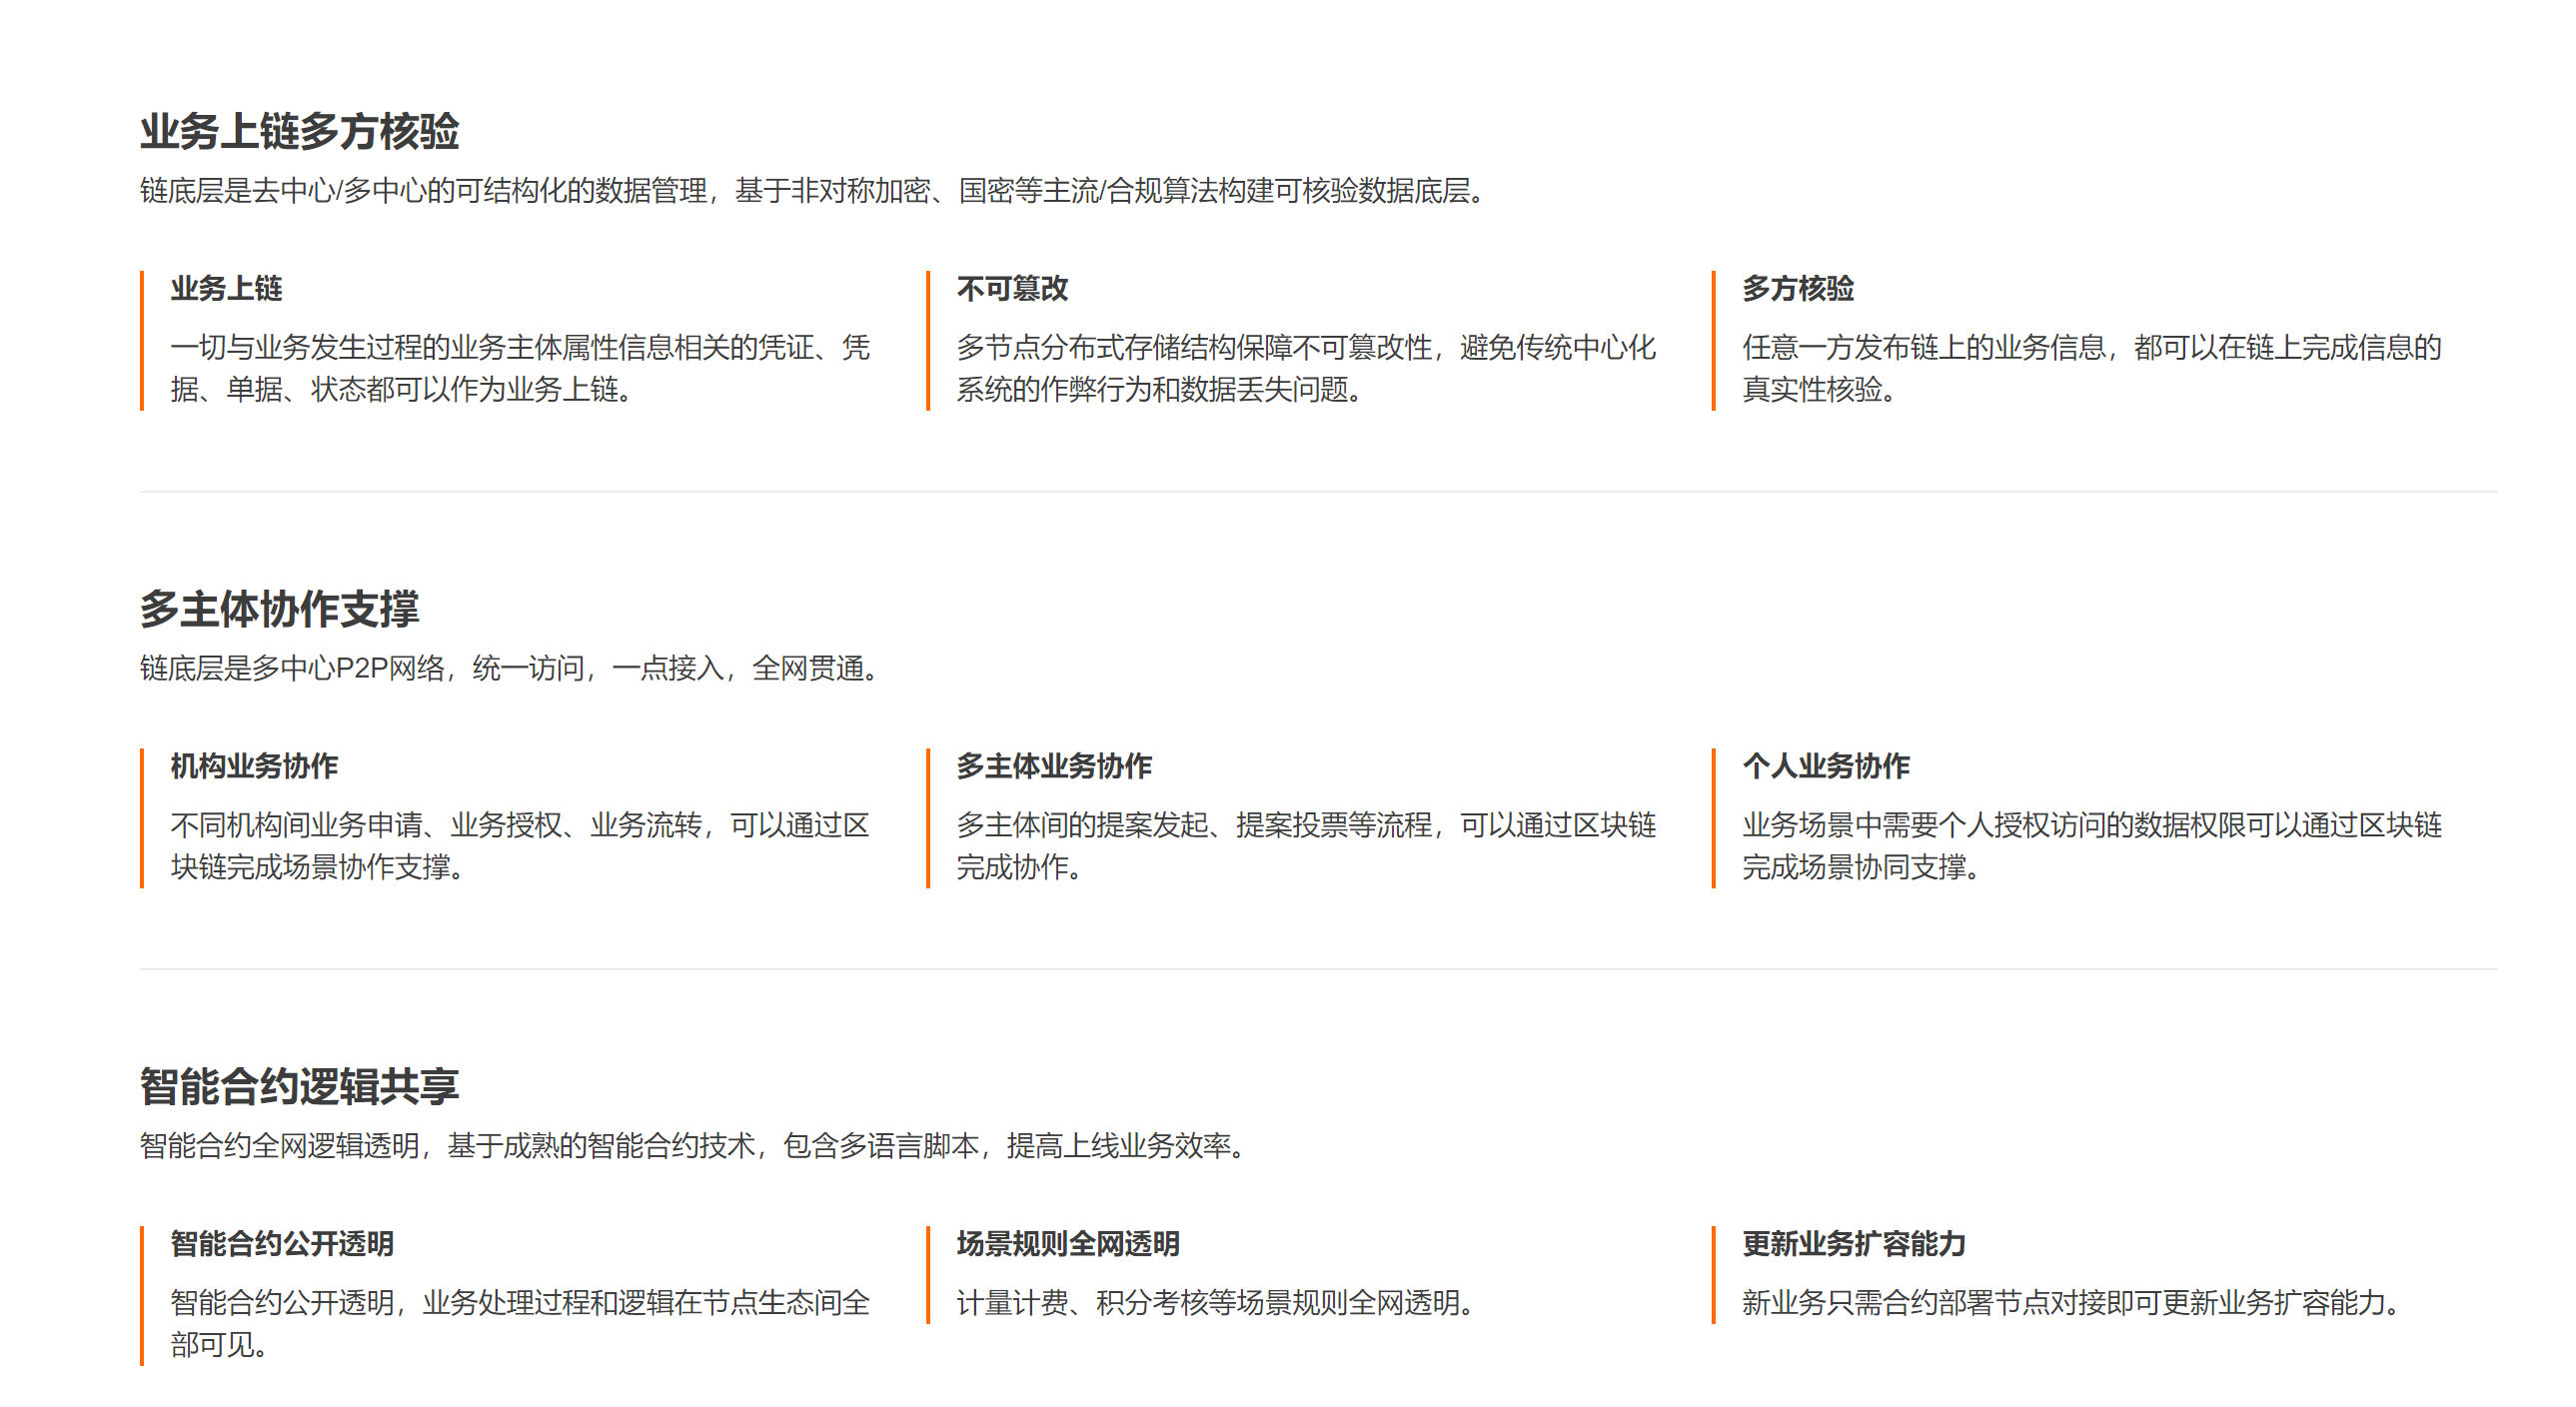 业务上链多方核验
链底层是去中心/多中心的可结构化的数据管理，基于非对称加密、国密等主流/合规算法构建可核验数据底层。
业务上链
一切与业务发生过程的业务主体属性信息相关的凭证、凭
据、单据、状态都可以作为业务上链。
不可篡改
多节点分布式存储结构保障不可篡改性，避免传统中心化
系统的作弊行为和数据丢失问题。
多方核验
任意一方发布链上的业务信息，都可以在链上完成信息的
真实性核验。
多主体协作支撑
链底层是多中心P2P网络，统一访问，一点接入，全网贯通。
机构业务协作
不同机构间业务申请、业务授权、业务流转，可以通过区
块链完成场景协作支撑。
多主体业务协作
多主体间的提案发起、提案投票等流程，可以通过区块链
完成协作。
个人业务协作
业务场景中需要个人授权访问的数据权限可以通过区块链
完成场景协同支撑。
智能合约逻辑共享
智能合约全网逻辑透明，基于成熟的智能合约技术，包含多语言脚本，提高上线业务效率。
智能合约公开透明
智能合约公开透明，业务处理过程和逻辑在节点生态间全
部可见。
场景规则全网透明
计量计费、积分考核等场景规则全网透明。
更新业务扩容能力
新业务只需合约部署节点对接即可更新业务扩容能力。